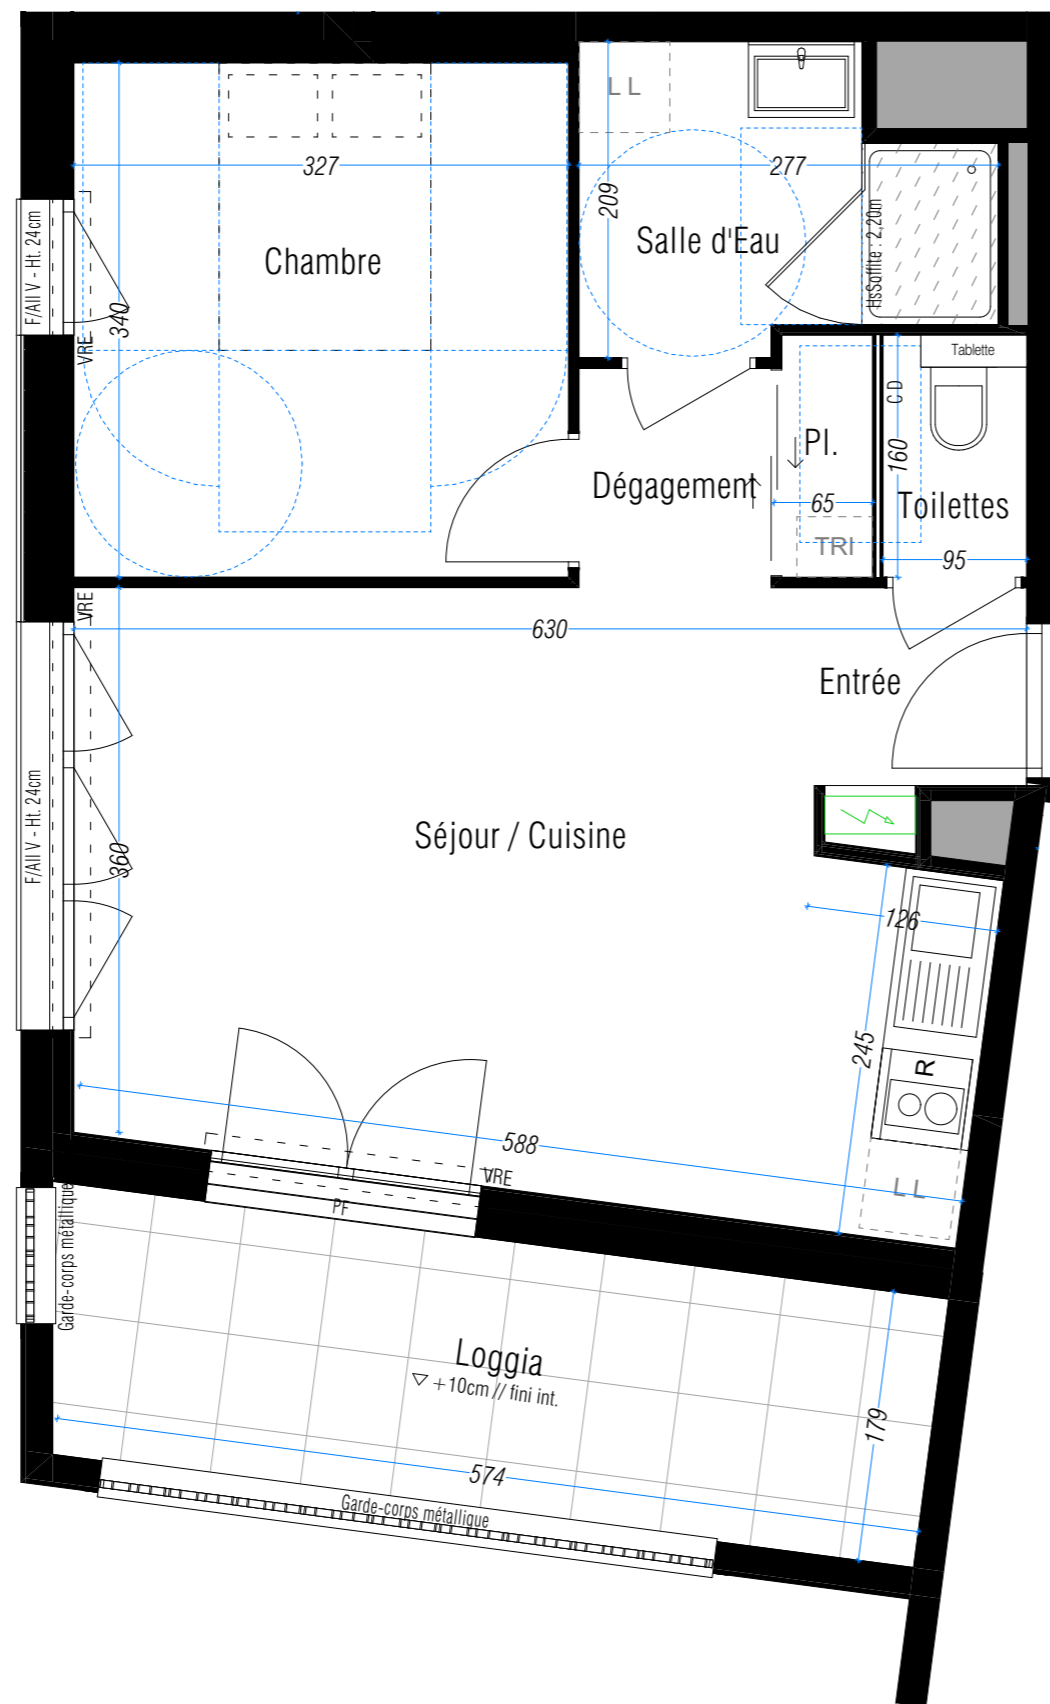 L L
327
277
209
Salle d'Eau
Chambre
HsSoffite : 2,20m
F/All V - Ht. 24cm
340
VRE
Tablette
C D
Pl.
160
Dégagement
65
Toilettes
TRI
95
VRE
630
Entrée
F/All V - Ht. 24cm
Séjour / Cuisine
360
126
245
R
588
VRE
L L
PF
Garde-corps métallique
Loggia
+10cm // fini int.
179
574
Garde-corps métallique